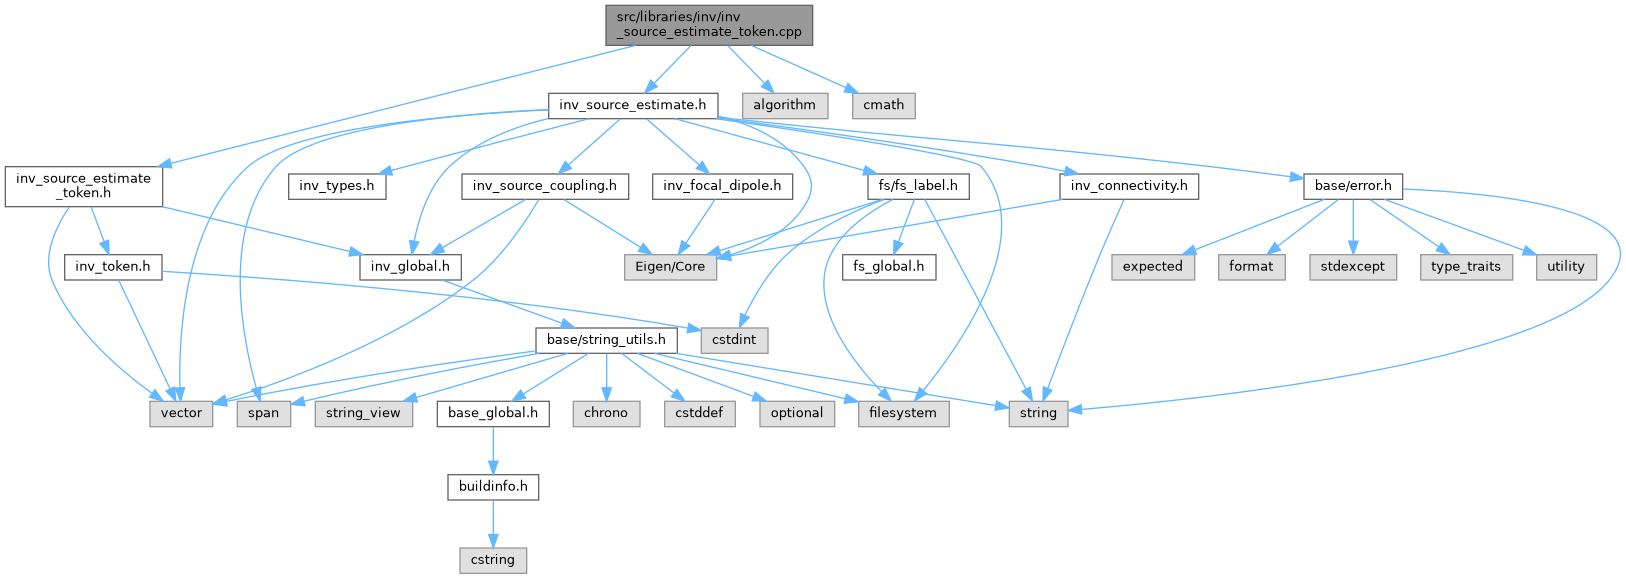 src/libraries/inv/inv
_source_estimate_token.cpp
inv_source_estimate.h
algorithm
cmath
inv_source_estimate
_token.h
inv_types.h
inv_source_coupling.h
inv_focal_dipole.h
fs/fs_label.h
inv_connectivity.h
base/error.h
inv_token.h
inv_global.h
Eigen/Core
fs_global.h
expected
format
stdexcept
type_traits
utility
base/string_utils.h
cstdint
vector
span
string_view
base_global.h
chrono
cstddef
optional
filesystem
string
buildinfo.h
cstring